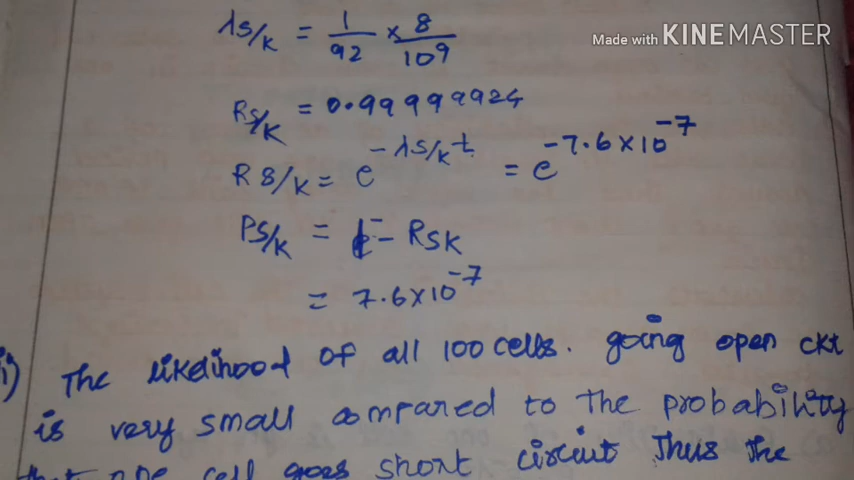 λS/K = 1/92 × 8/10⁹
Made with KINEMASTER
RS/K = 0.99999924
RS/K = e^-λS/K t = e^-7.6×10^-7
PS/K = 1 - RSK
= 7.6×10^-7
i) The likelihood of all 100 cells. going open ckt
is very small compared to the probability
that one cell goes short circuit Thus the